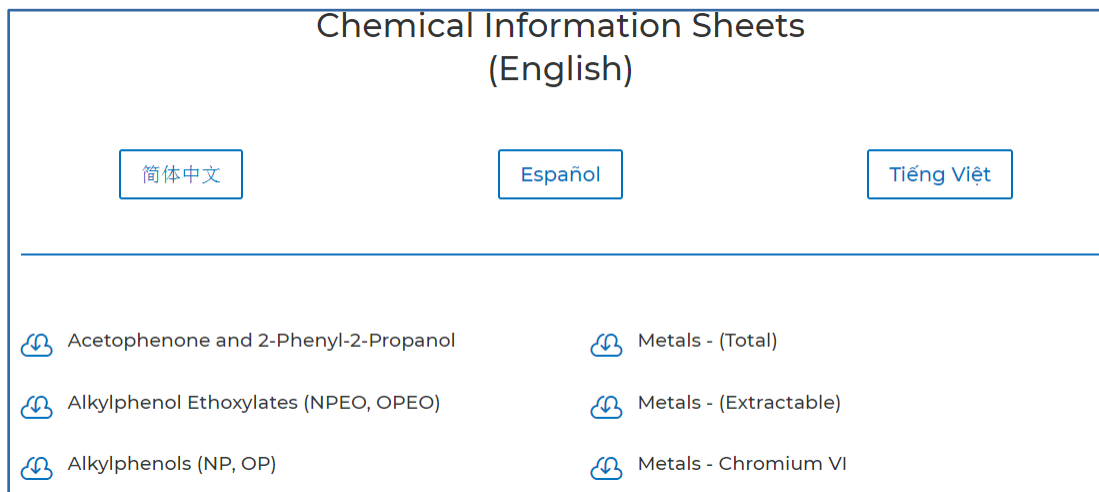 Chemical Information Sheets
(English)
简体中文
Español
Tiếng Việt
Acetophenone and 2-Phenyl-2-Propanol
Metals - (Total)
Alkylphenol Ethoxylates (NPEO, OPEO)
Metals - (Extractable)
Alkylphenols (NP, OP)
Metals - Chromium VI